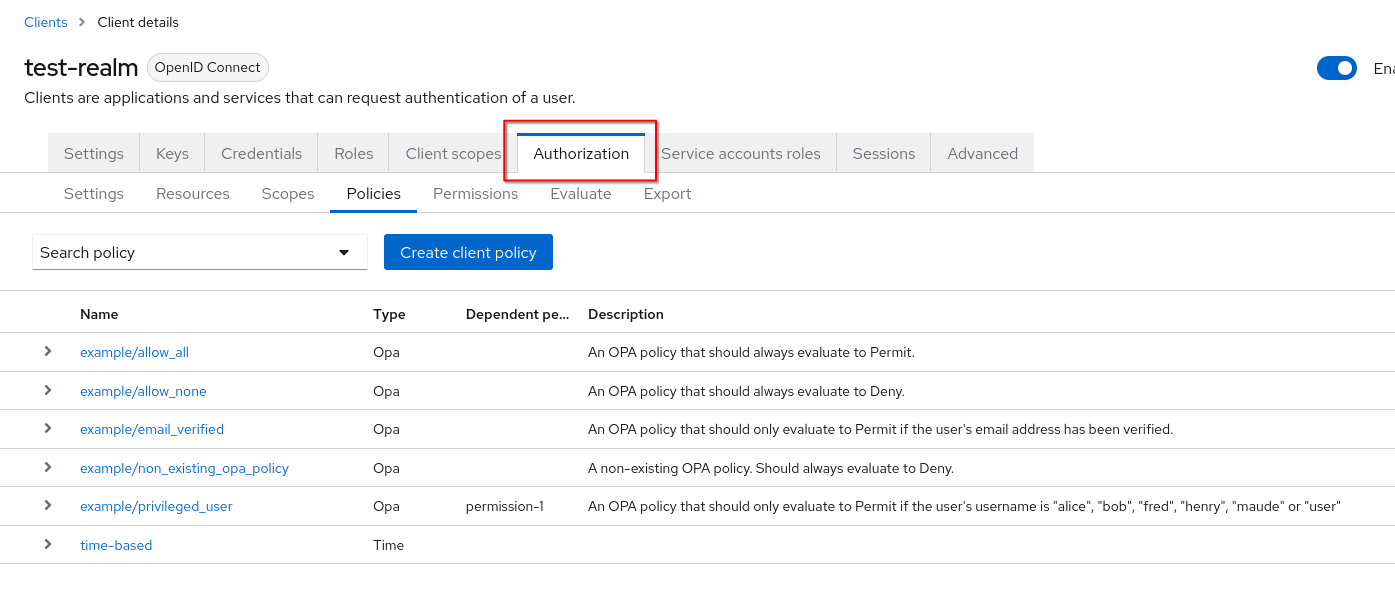 Clients > Client details
test-realm OpenID Connect
Clients are applications and services that can request authentication of a user.
Settings Keys Credentials Roles Client scopes Authorization Service accounts roles Sessions Advanced
Settings Resources Scopes Policies Permissions Evaluate Export
Search policy Create client policy
Name Type Dependent pe... Description
example/allow_all Opa An OPA policy that should always evaluate to Permit.
example/allow_none Opa An OPA policy that should always evaluate to Deny.
example/email_verified Opa An OPA policy that should only evaluate to Permit if the user's email address has been verified.
example/non_existing_opa_policy Opa A non-existing OPA policy. Should always evaluate to Deny.
example/privileged_user Opa permission-1 An OPA policy that should only evaluate to Permit if the user's username is "alice", "bob", "fred", "henry", "maude" or "user"
time-based Time